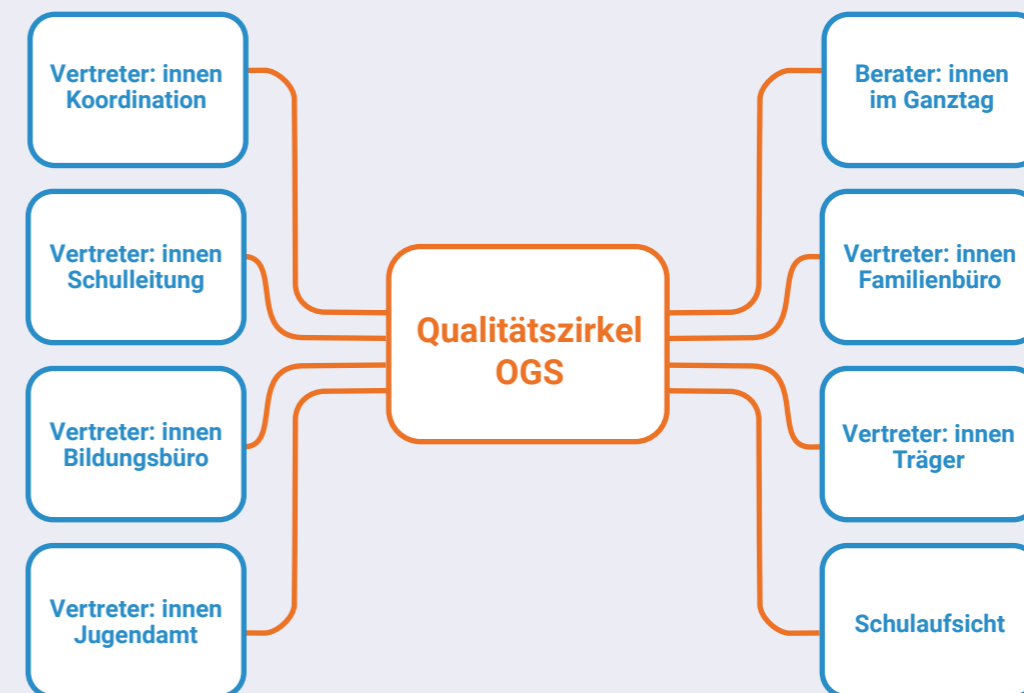 Vertreter: innen
Koordination
Vertreter: innen
Schulleitung
Vertreter: innen
Bildungsbüro
Vertreter: innen
Jugendamt
Qualitätszirkel
OGS
Berater: innen
im Ganztag
Vertreter: innen
Familienbüro
Vertreter: innen
Träger
Schulaufsicht